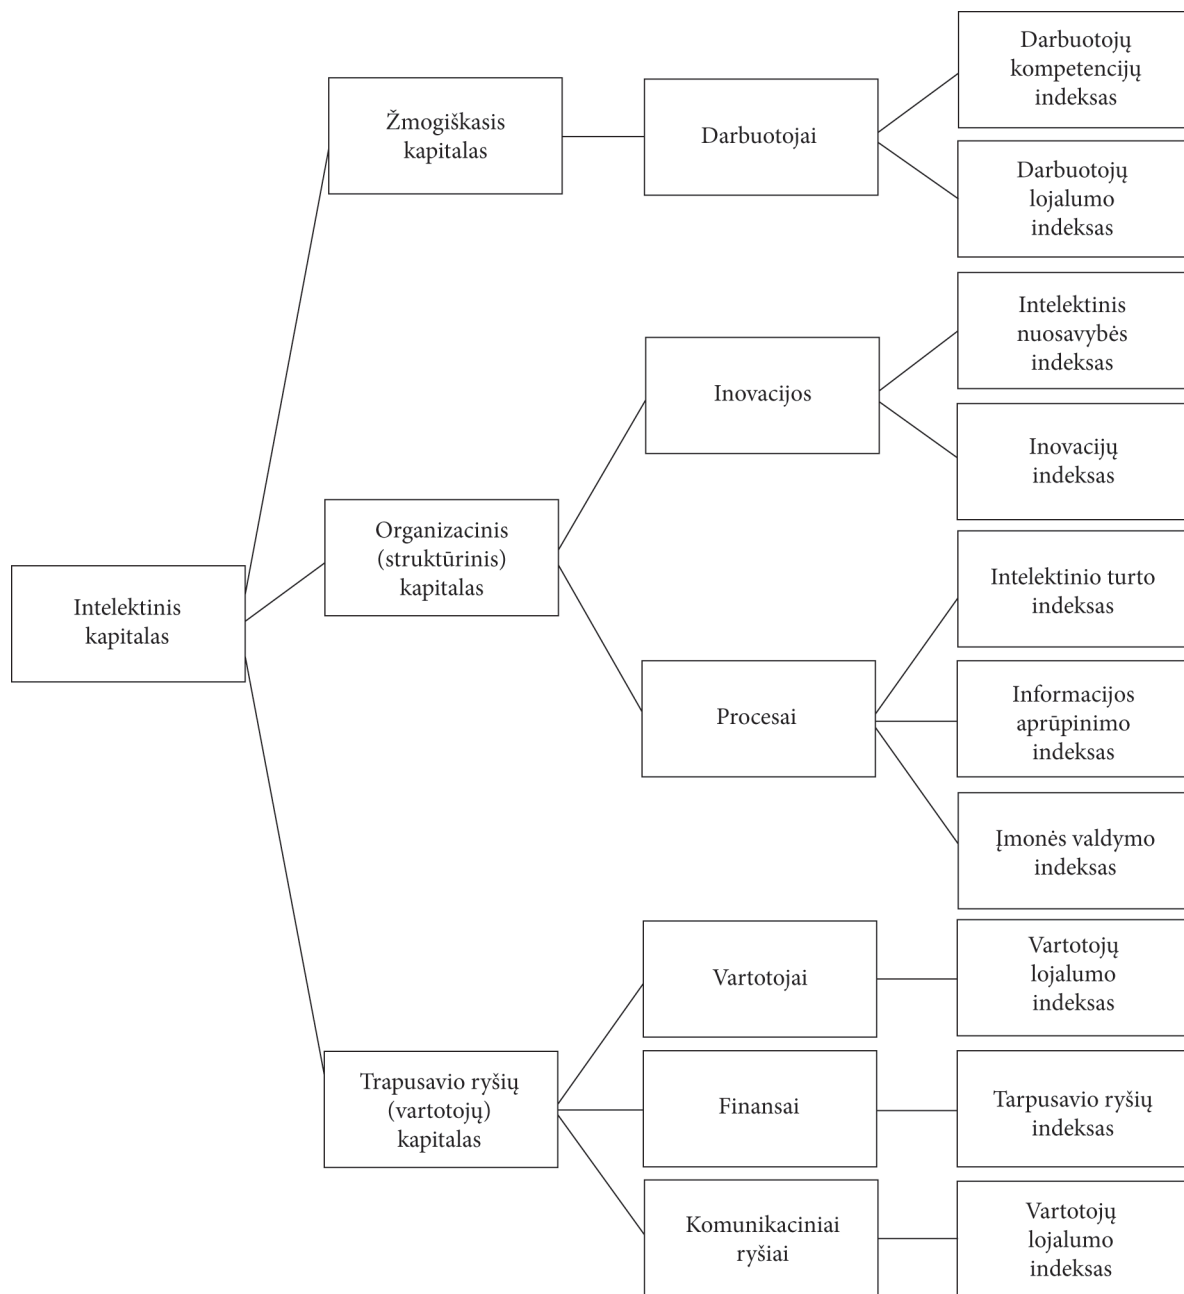 Žmogiškasis
kapitalas
Darbuotojai
Darbuotojų
kompetencijų
indeksas
Darbuotojų
lojalumo
indeksas
Intelektinis
kapitalas
Organizacinis
(struktūrinis)
kapitalas
Inovacijos
Intelektinis
nuosavybės
indeksas
Inovacijų
indeksas
Procesai
Intelektinio turto
indeksas
Informacijos
aprūpinimo
indeksas
Įmonės valdymo
indeksas
Trapusavio ryšių
(vartotojų)
kapitalas
Vartotojai
Vartotojų
lojalumo
indeksas
Finansai
Tarpusavio ryšių
indeksas
Komunikaciniai
ryšiai
Vartotojų
lojalumo
indeksas